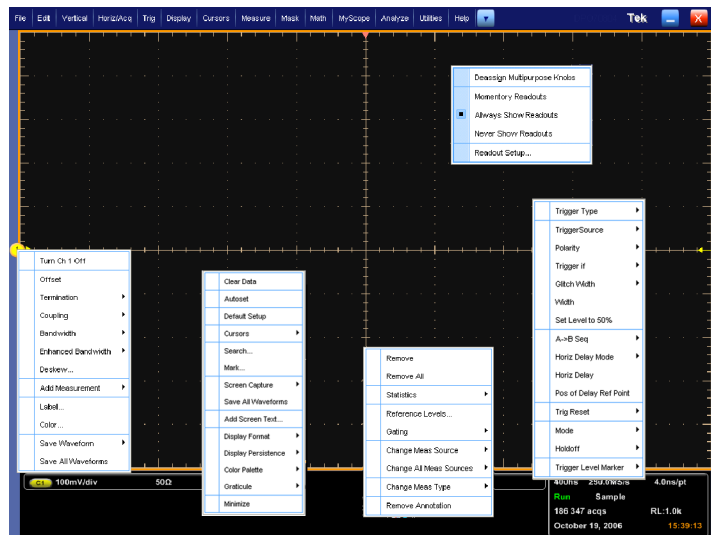 File Edit Vertical Horiz/Acq Trig Display Cursors Measure Mask Math MyScope Analyze Utilities Help Tek
Deassign Multipurpose Knobs
Momentory Readouts
Always Show Readouts
Never Show Readouts
Readout Setup...
Trigger Type
TriggerSource
Polarity
Trigger if
Glitch Width
Width
Set Level to 50%
A->B Seq
Horiz Delay Mode
Horiz Delay
Pos of Delay Ref Point
Trig Reset
Mode
Holdoff
Trigger Level Marker
Turn Ch 1 Off
Offset
Termination
Coupling
Bandwidth
Enhanced Bandwidth
Deskew...
Add Measurement
Label...
Color...
Save Waveform
Save All Waveforms
Clear Data
Autoset
Default Setup
Cursors
Search...
Mark...
Screen Capture
Save All Waveforms
Add Screen Text...
Display Format
Display Persistence
Color Palette
Graticule
Minimize
Remove
Remove All
Statistics
Reference Levels...
Gating
Change Meas Source
Change All Meas Sources
Change Meas Type
Remove Annotation
C1 100mV/div 50Ω
400ns 250.0MS/s 4.0ns/pt
Run Sample
186 347 acqs RL:1.0k
October 19, 2006 15:39:13